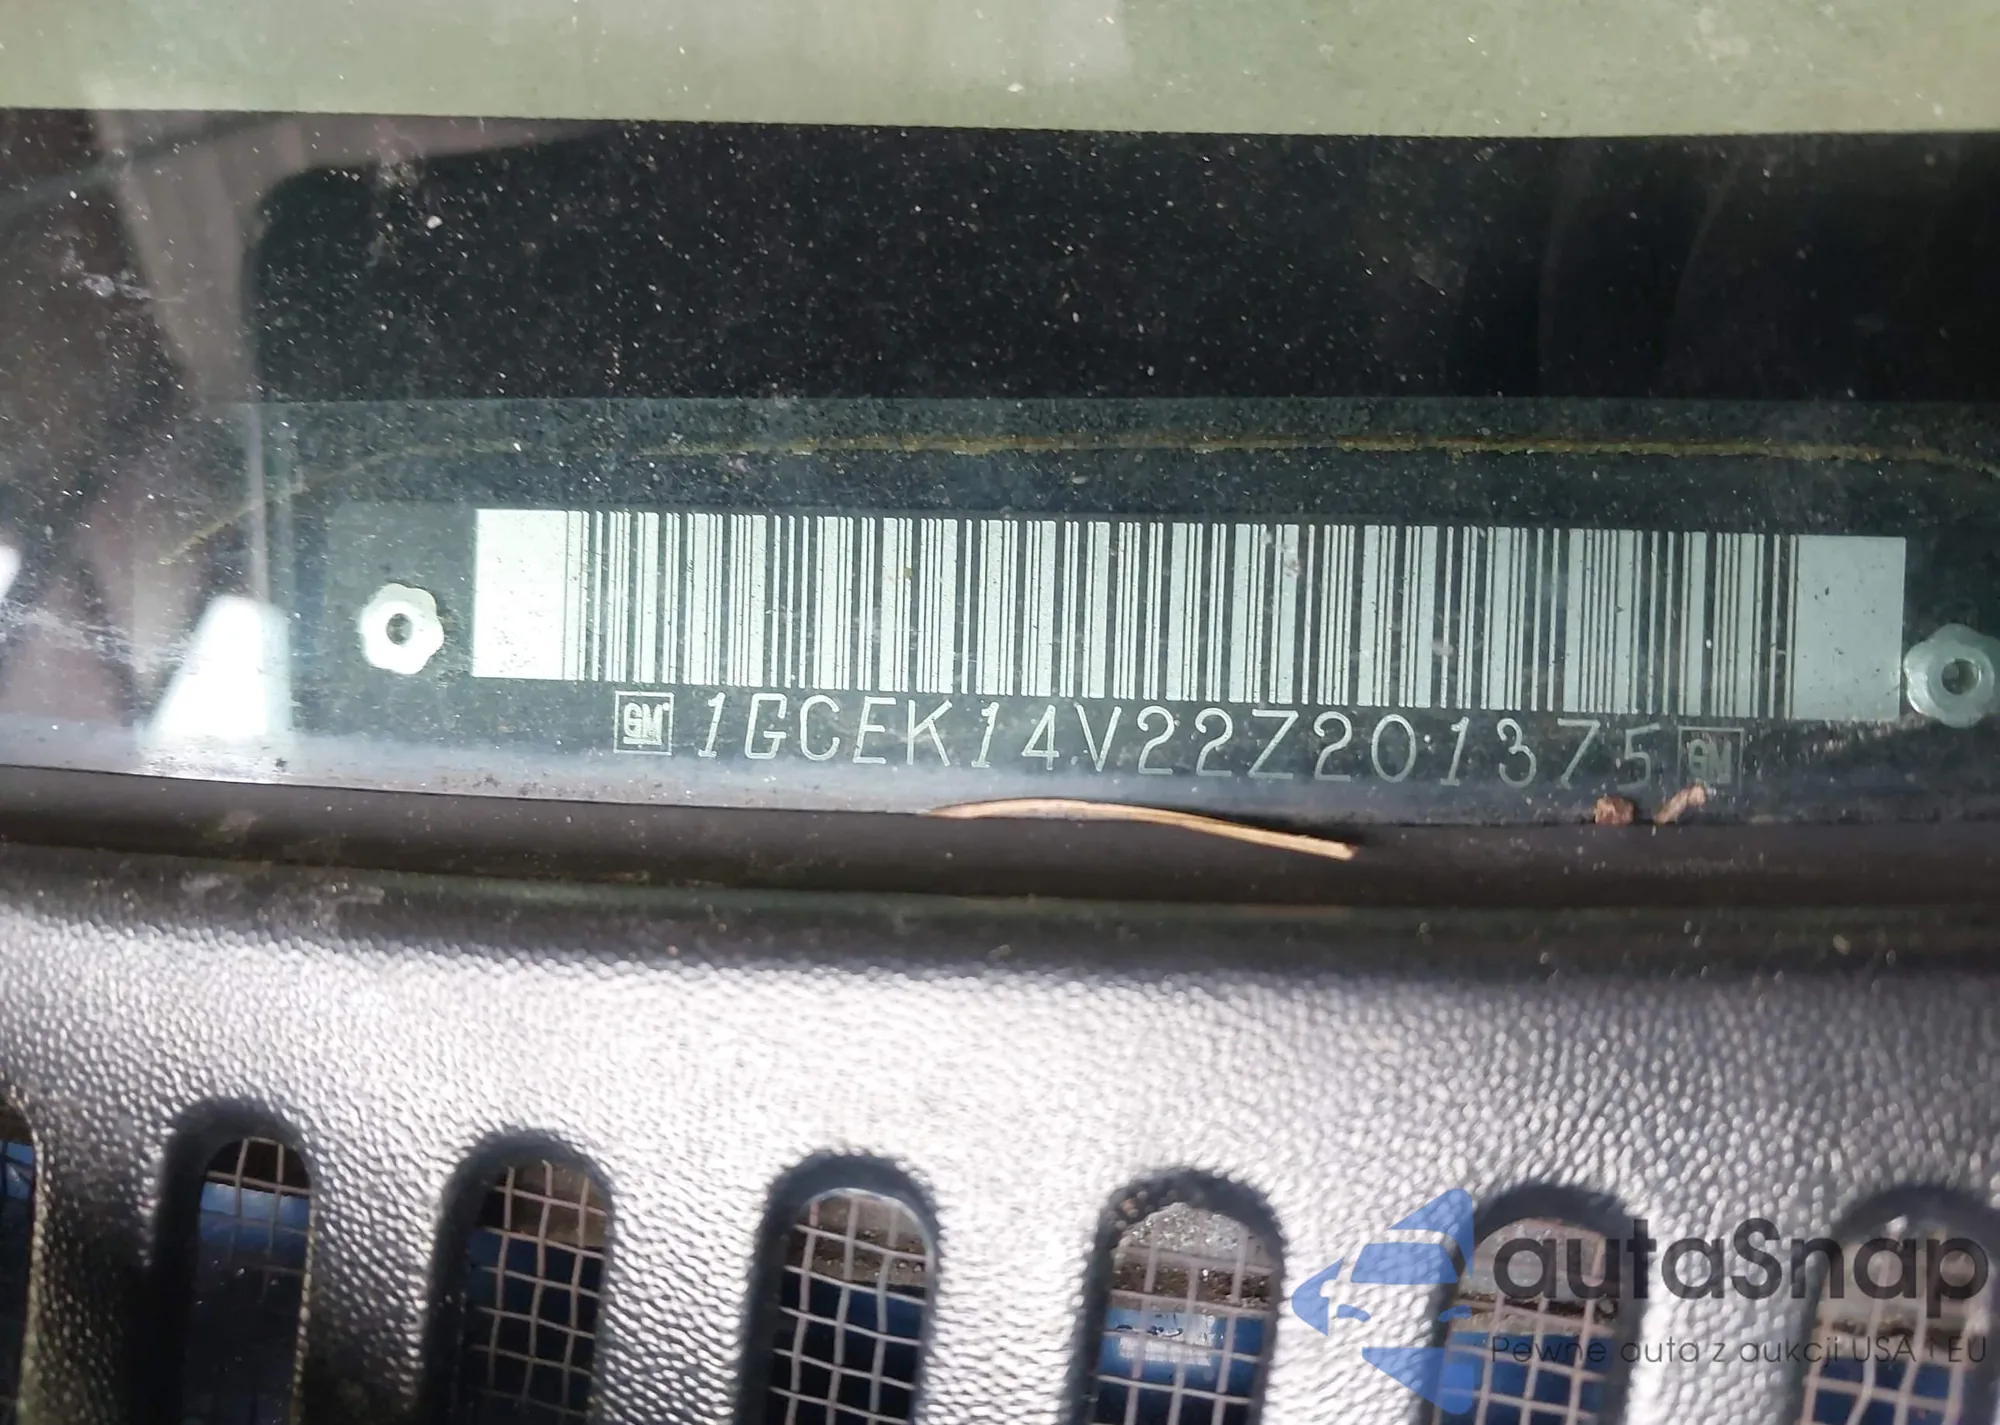 GM 1GCEK14V22Z201375 GM
autaSnap
Pewne auta z aukcji USA i EU